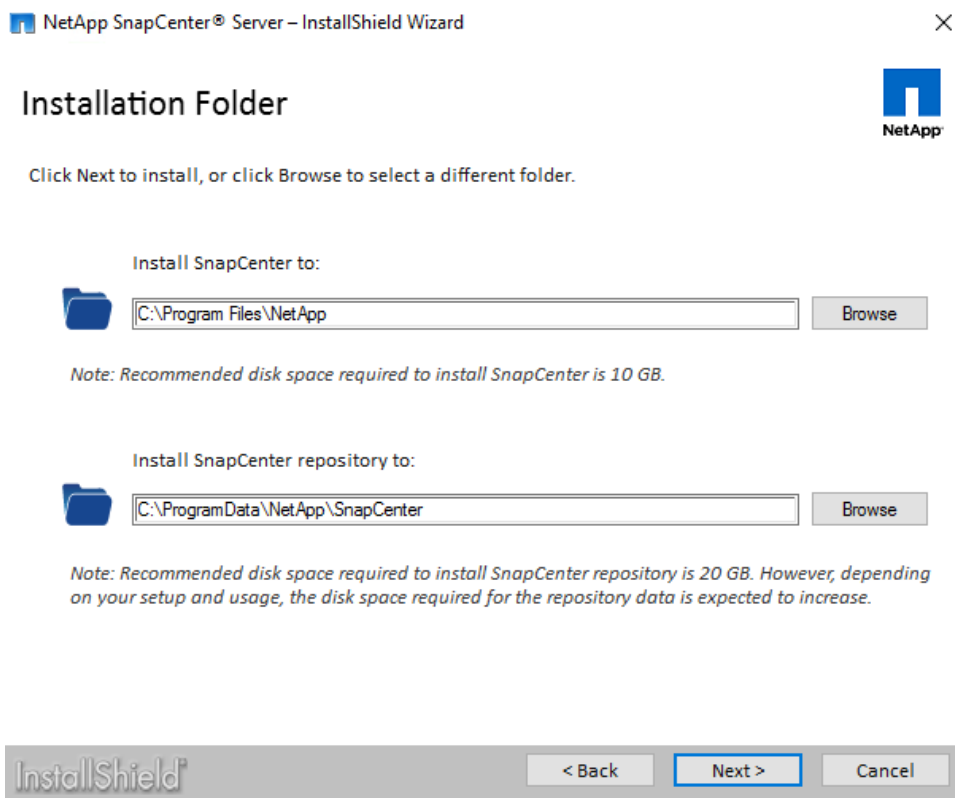 NetApp SnapCenter® Server – InstallShield Wizard
Installation Folder
NetApp
Click Next to install, or click Browse to select a different folder.
Install SnapCenter to:
C:\Program Files\NetApp
Browse
Note: Recommended disk space required to install SnapCenter is 10 GB.
Install SnapCenter repository to:
C:\ProgramData\NetApp\SnapCenter
Browse
Note: Recommended disk space required to install SnapCenter repository is 20 GB. However, depending
on your setup and usage, the disk space required for the repository data is expected to increase.
InstallShield
< Back
Next >
Cancel